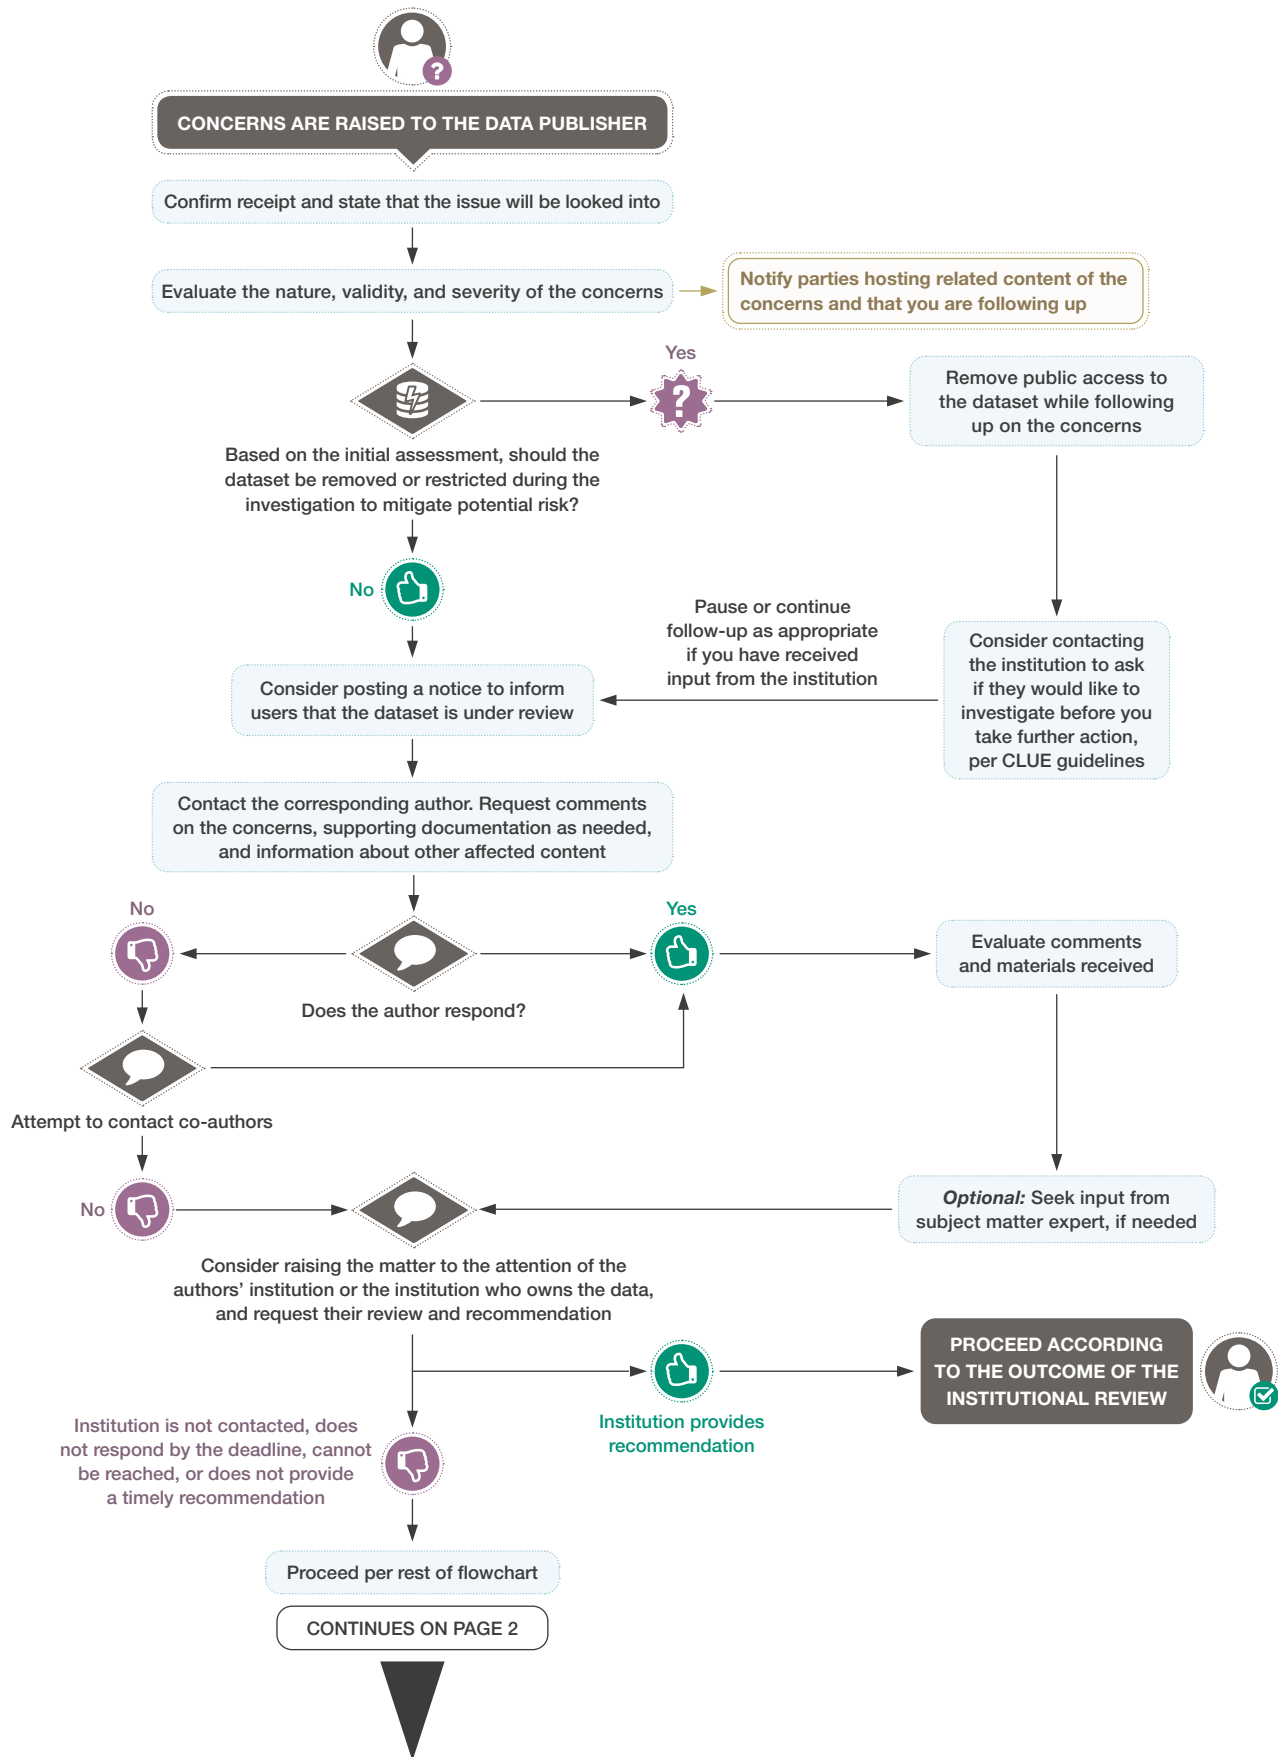 ?
CONCERNS ARE RAISED TO THE DATA PUBLISHER
Confirm receipt and state that the issue will be looked into
Evaluate the nature, validity, and severity of the concerns
Notify parties hosting related content of the
concerns and that you are following up
Yes
?
Remove public access to
the dataset while following
up on the concerns
Based on the initial assessment, should the
dataset be removed or restricted during the
investigation to mitigate potential risk?
No
Pause or continue
follow-up as appropriate
if you have received
input from the institution
Consider contacting
the institution to ask
if they would like to
investigate before you
take further action,
per CLUE guidelines
Consider posting a notice to inform
users that the dataset is under review
Contact the corresponding author. Request comments
on the concerns, supporting documentation as needed,
and information about other affected content
No
Yes
Does the author respond?
Evaluate comments
and materials received
Attempt to contact co-authors
No
Optional: Seek input from
subject matter expert, if needed
Consider raising the matter to the attention of the
authors’ institution or the institution who owns the data,
and request their review and recommendation
PROCEED ACCORDING
TO THE OUTCOME OF THE
INSTITUTIONAL REVIEW
Institution provides
recommendation
Institution is not contacted, does
not respond by the deadline, cannot
be reached, or does not provide
a timely recommendation
Proceed per rest of flowchart
CONTINUES ON PAGE 2